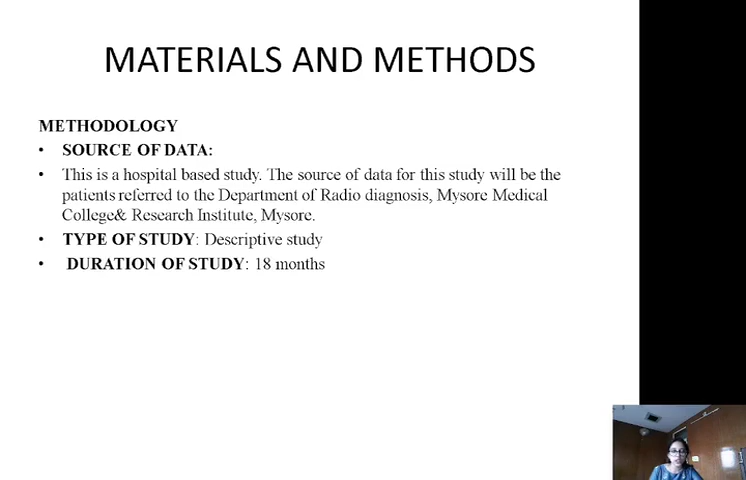 MATERIALS AND METHODS
METHODOLOGY
• SOURCE OF DATA:
• This is a hospital based study. The source of data for this study will be the
patients referred to the Department of Radio diagnosis, Mysore Medical
College& Research Institute, Mysore.
• TYPE OF STUDY: Descriptive study
• DURATION OF STUDY: 18 months